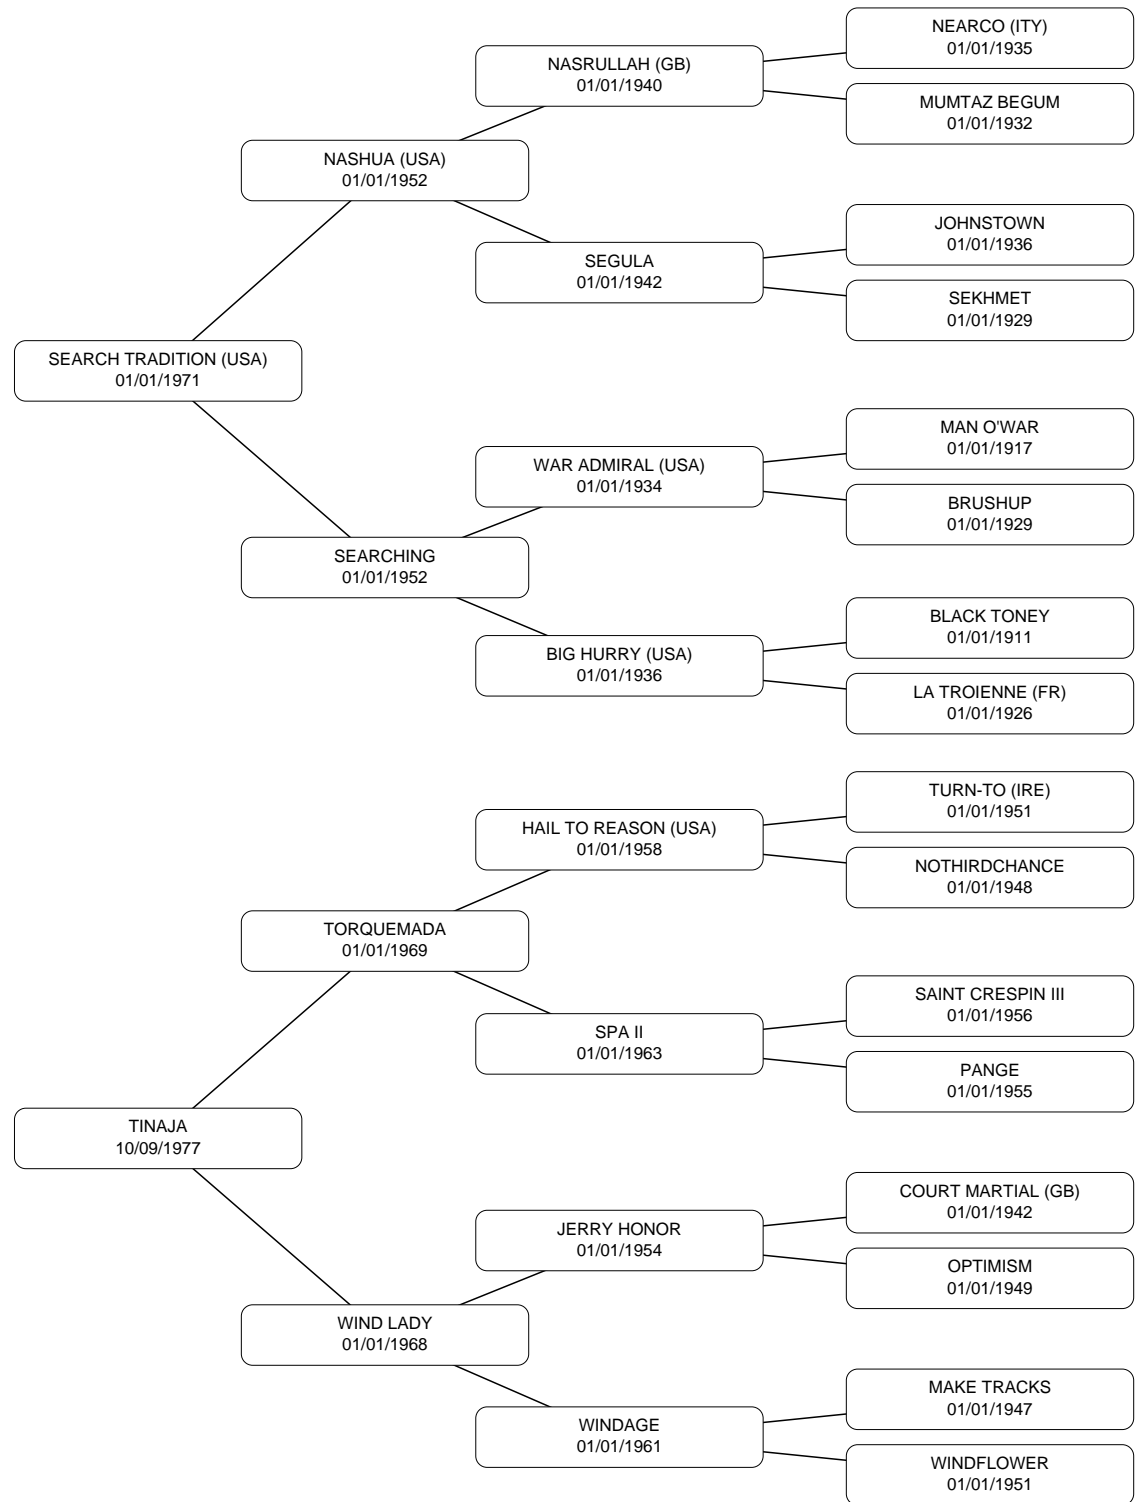 NEARCO (ITY)
01/01/1935
NASRULLAH (GB)
01/01/1940
MUMTAZ BEGUM
01/01/1932
NASHUA (USA)
01/01/1952
JOHNSTOWN
01/01/1936
SEGULA
01/01/1942
SEKHMET
01/01/1929
SEARCH TRADITION (USA)
01/01/1971
MAN O'WAR
01/01/1917
WAR ADMIRAL (USA)
01/01/1934
BRUSHUP
01/01/1929
SEARCHING
01/01/1952
BLACK TONEY
01/01/1911
BIG HURRY (USA)
01/01/1936
LA TROIENNE (FR)
01/01/1926
TURN-TO (IRE)
01/01/1951
HAIL TO REASON (USA)
01/01/1958
NOTHIRDCHANCE
01/01/1948
TORQUEMADA
01/01/1969
SAINT CRESPIN III
01/01/1956
SPA II
01/01/1963
PANGE
01/01/1955
TINAJA
10/09/1977
COURT MARTIAL (GB)
01/01/1942
JERRY HONOR
01/01/1954
OPTIMISM
01/01/1949
WIND LADY
01/01/1968
MAKE TRACKS
01/01/1947
WINDAGE
01/01/1961
WINDFLOWER
01/01/1951